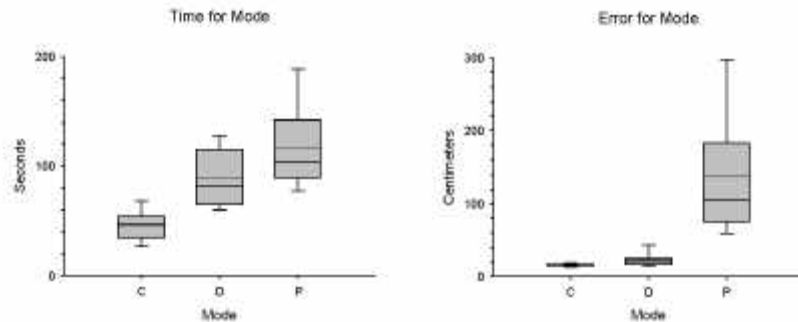 Time for Mode
200
100
0
Seconds
C
O
P
Mode
Error for Mode
300
200
100
0
Centimeters
C
O
P
Mode